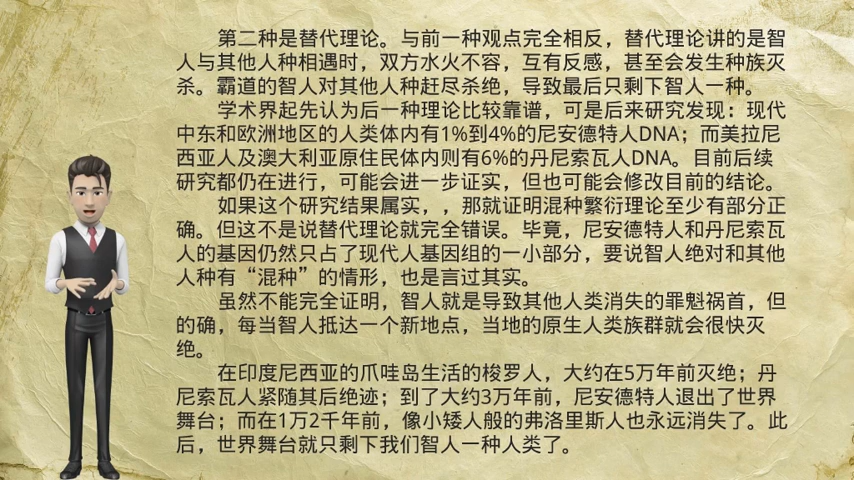 第二种是替代理论。与前一种观点完全相反，替代理论讲的是智
人与其他人种相遇时，双方水火不容，互有反感，甚至会发生种族灭
杀。霸道的智人对其他人种赶尽杀绝，导致最后只剩下智人一种。
学术界起先认为后一种理论比较靠谱，可是后来研究发现：现代
中东和欧洲地区的人类体内有1%到4%的尼安德特人DNA；而美拉尼
西亚人及澳大利亚原住民体内则有6%的丹尼索瓦人DNA。目前后续
研究都仍在进行，可能会进一步证实，但也可能会修改目前的结论。
如果这个研究结果属实，，那就证明混种繁衍理论至少有部分正
确。但这不是说替代理论就完全错误。毕竟，尼安德特人和丹尼索瓦
人的基因仍然只占了现代人基因组的一小部分，要说智人绝对和其他
人种有“混种”的情形，也是言过其实。
虽然不能完全证明，智人就是导致其他人类消失的罪魁祸首，但
的确，每当智人抵达一个新地点，当地的原生人类族群就会很快灭
绝。
在印度尼西亚的爪哇岛生活的梭罗人，大约在5万年前灭绝；丹
尼索瓦人紧随其后绝迹；到了大约3万年前，尼安德特人退出了世界
舞台；而在1万2千年前，像小矮人般的弗洛里斯人也永远消失了。此
后，世界舞台就只剩下我们智人一种人类了。